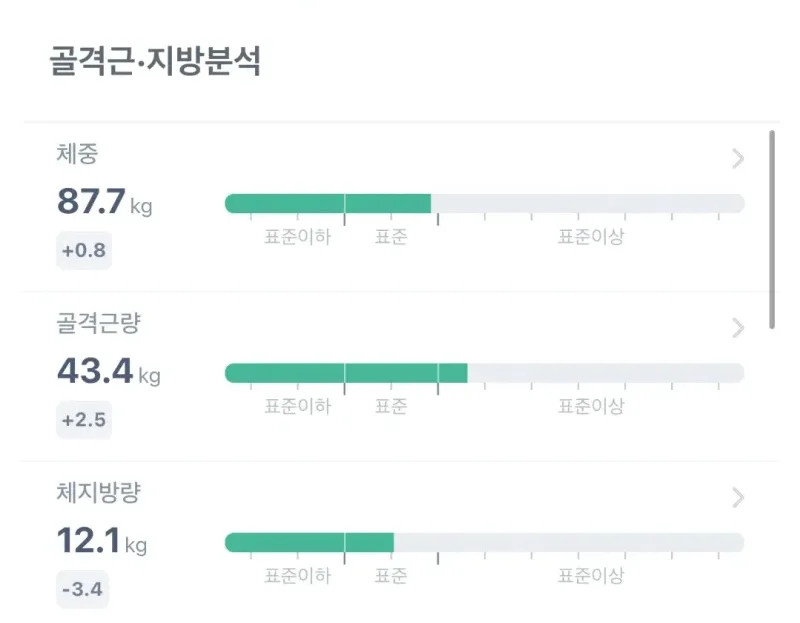 골격근·지방분석
체중
87.7 kg
+0.8
표준이하 표준 표준이상
골격근량
43.4 kg
+2.5
표준이하 표준 표준이상
체지방량
12.1 kg
-3.4
표준이하 표준 표준이상